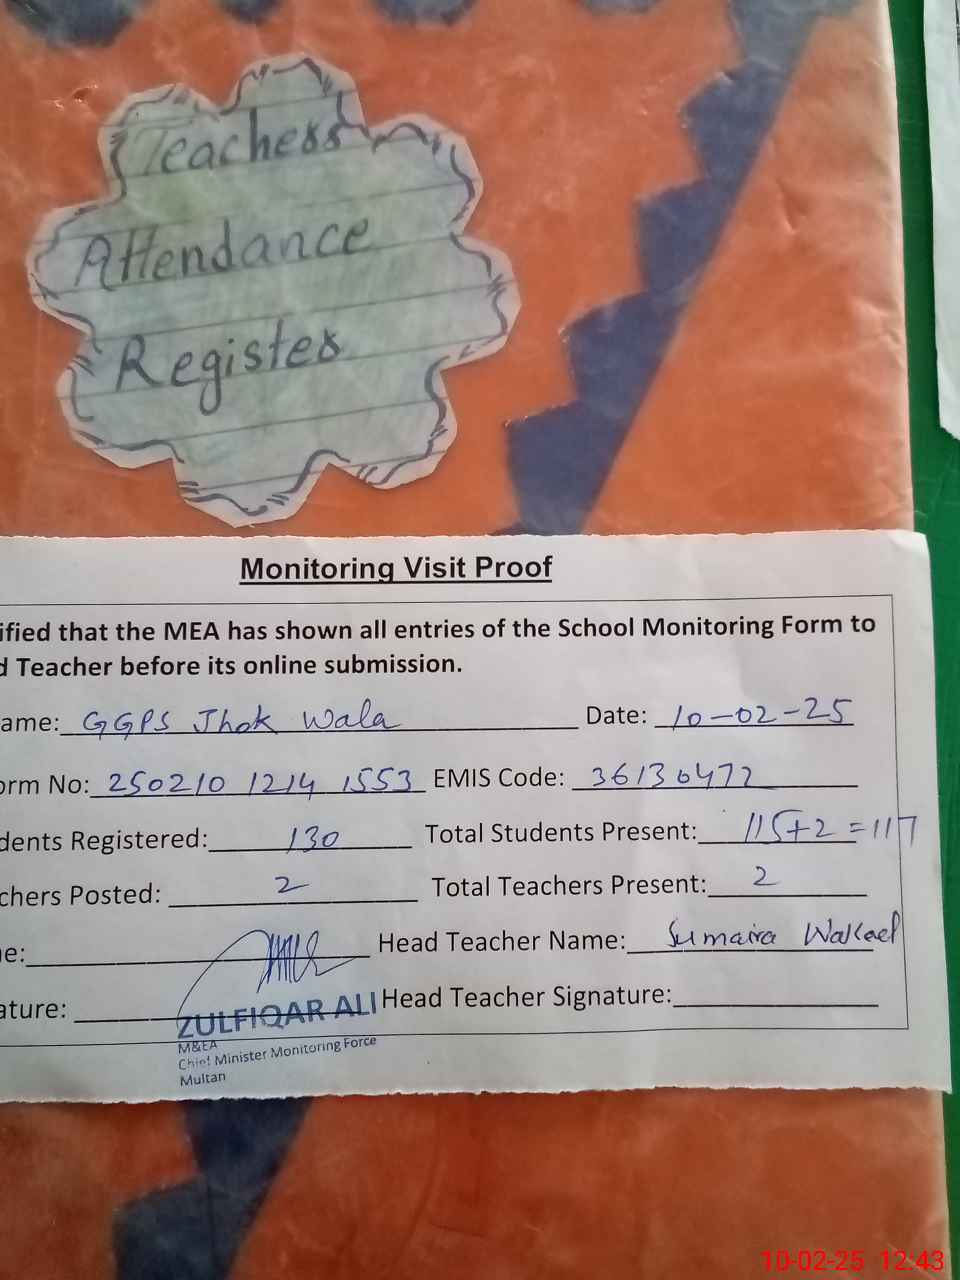 Teachers
Attendance
Register
Monitoring Visit Proof
ified that the MEA has shown all entries of the School Monitoring Form to
d Teacher before its online submission.
ame: GGPS Jhok Wala Date: 10-02-25
orm No: 250210 1214 1553 EMIS Code: 36130472
dents Registered: 130 Total Students Present: 115+2=117
chers Posted: 2 Total Teachers Present: 2
e: Head Teacher Name: Sumaira
ature: Head Teacher Signature:
ZULFIQAR ALI
M&EA
Chief Minister Monitoring Force
Multan
10-02-25 12:43